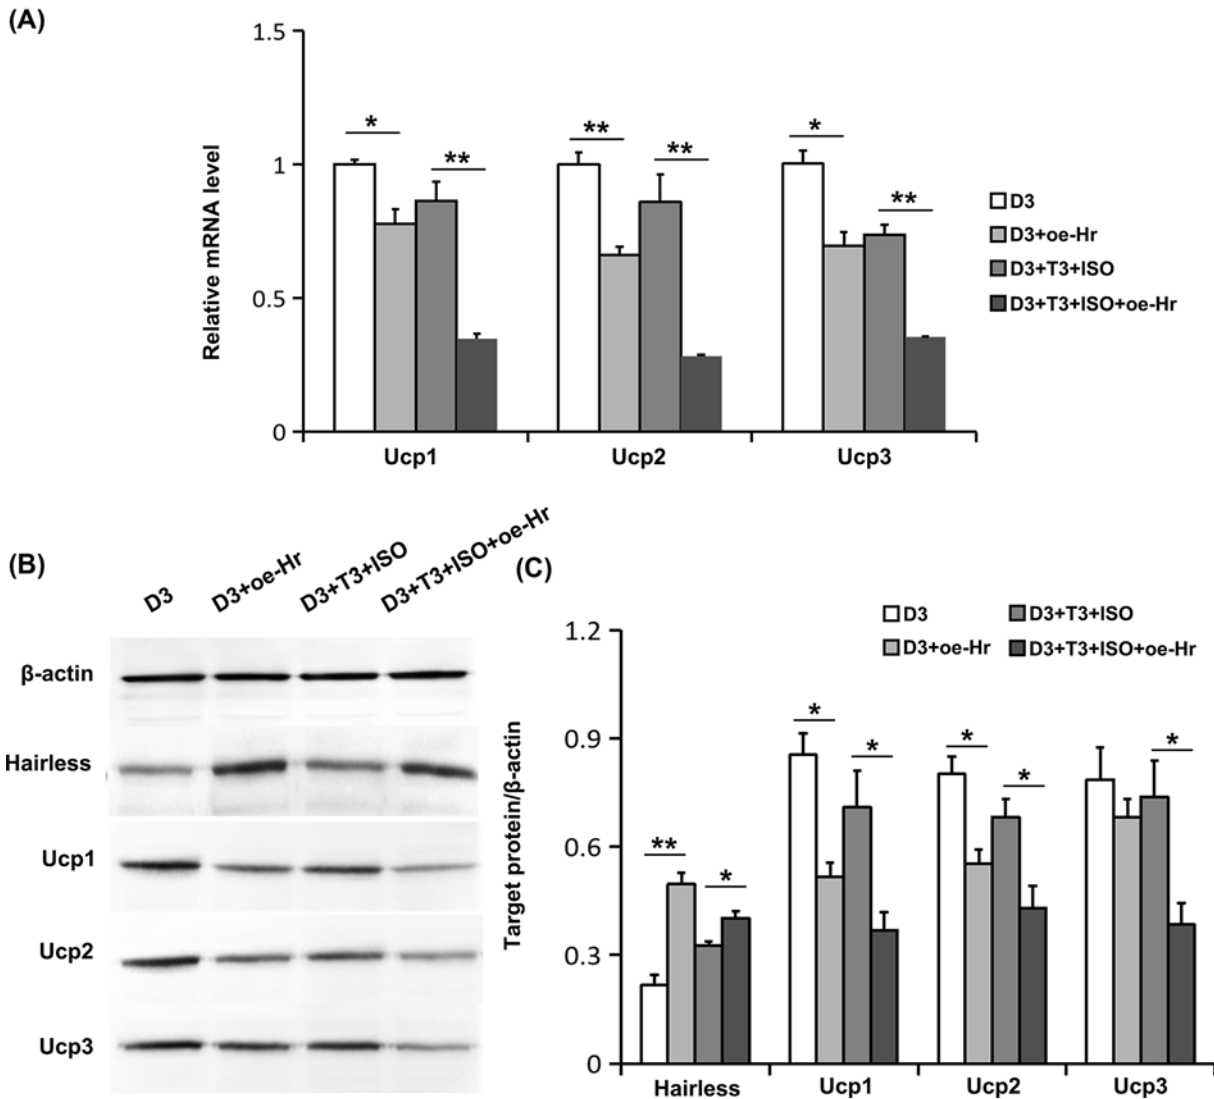 (A)
1.5
1
0.5
0
Relative mRNA level
*
**
**
**
*
**
Ucp1
Ucp2
Ucp3
D3
D3+oe-Hr
D3+T3+ISO
D3+T3+ISO+oe-Hr
(B)
D3
D3+oe-Hr
D3+T3+ISO
D3+T3+ISO+oe-Hr
β-actin
Hairless
Ucp1
Ucp2
Ucp3
(C)
D3
D3+T3+ISO
D3+oe-Hr
D3+T3+ISO+oe-Hr
1.2
0.9
0.6
0.3
0
Target protein/β-actin
**
*
*
*
*
*
*
Hairless
Ucp1
Ucp2
Ucp3